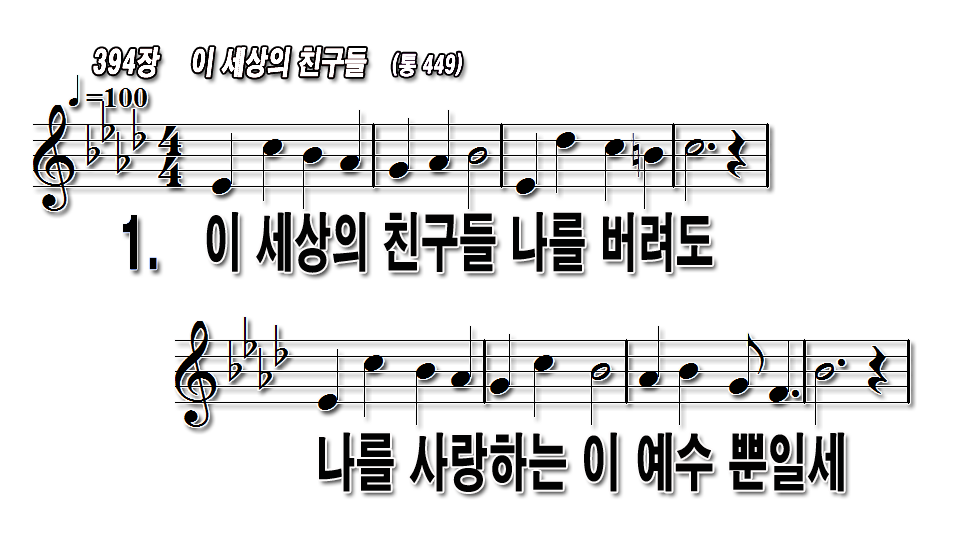 394장 이 세상의 친구들 (통 449)
♩=100
4/4
1. 이 세상의 친구들 나를 버려도
나를 사랑하는 이 예수 뿐일세